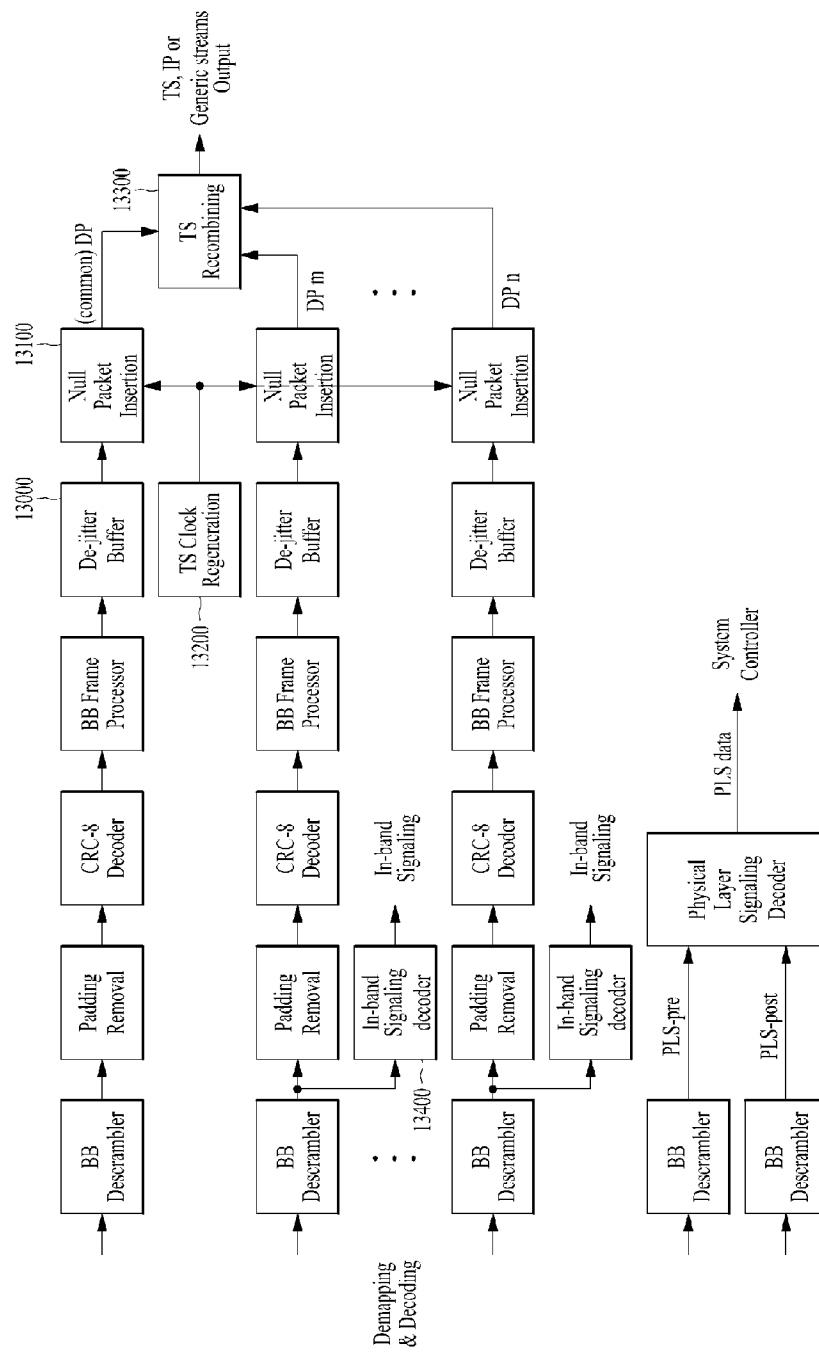 Demapping
& Decoding
BB
Descrambler
Padding
Removal
CRC-8
Decoder
BB Frame
Processor
De-jitter
Buffer
13000
Null
Packet
Insertion
13100
(common) DP
TS
Recombining
13300
TS, IP or
Generic streams
Output
TS Clock
Regeneration
13200
BB
Descrambler
Padding
Removal
CRC-8
Decoder
BB Frame
Processor
De-jitter
Buffer
Null
Packet
Insertion
DP m
In-band
Signaling
decoder
13400
In-band
Signaling
BB
Descrambler
Padding
Removal
CRC-8
Decoder
BB Frame
Processor
De-jitter
Buffer
Null
Packet
Insertion
DP n
In-band
Signaling
decoder
In-band
Signaling
BB
Descrambler
PLS-pre
BB
Descrambler
PLS-post
Physical
Layer
Signaling
Decoder
PLS data
System
Controller